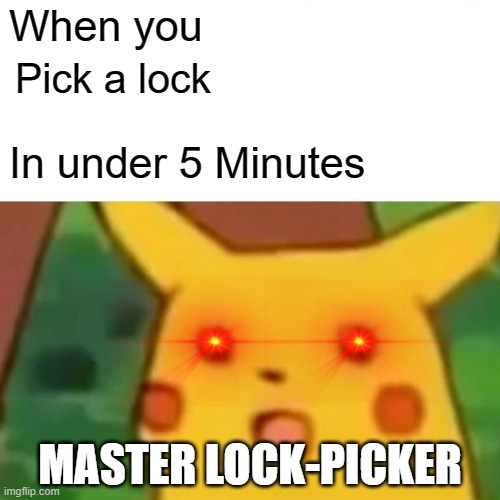 When you
Pick a lock
In under 5 Minutes
MASTER LOCK-PICKER
imgflip.com